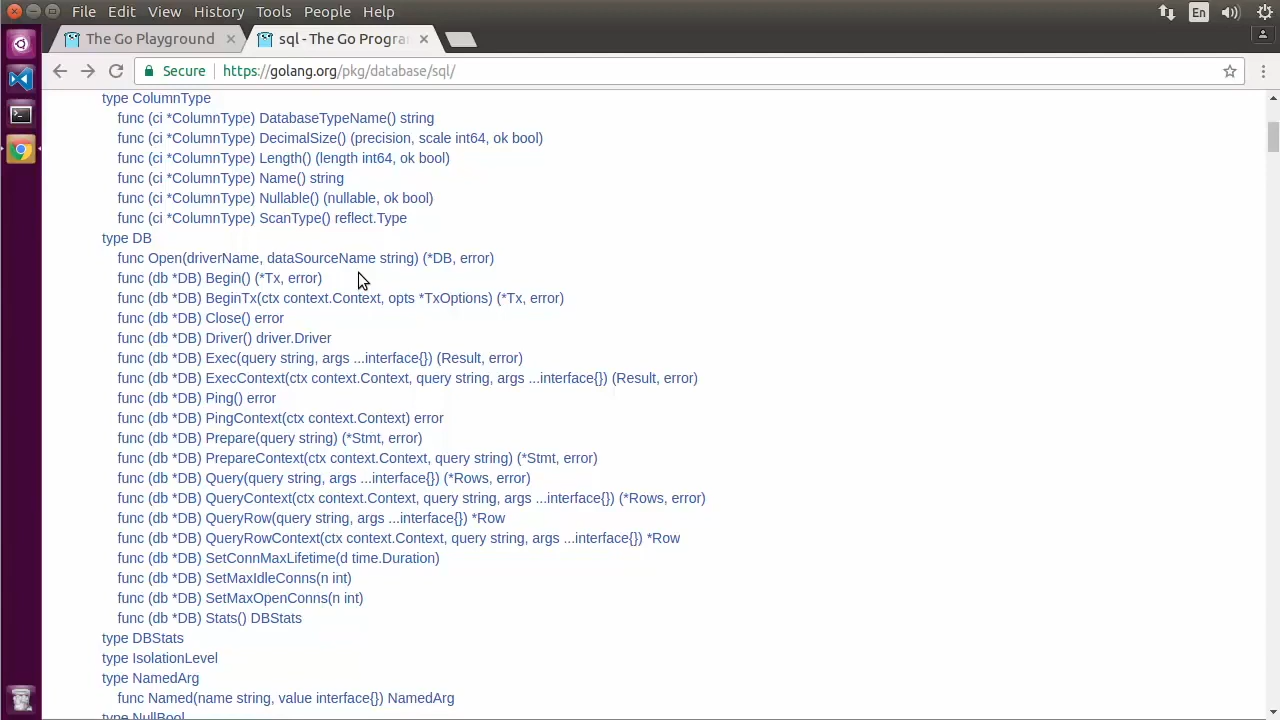 File Edit View History Tools People Help
En
The Go Playground
sql - The Go Progra
Secure https://golang.org/pkg/database/sql/
type ColumnType
func (ci *ColumnType) DatabaseTypeName() string
func (ci *ColumnType) DecimalSize() (precision, scale int64, ok bool)
func (ci *ColumnType) Length() (length int64, ok bool)
func (ci *ColumnType) Name() string
func (ci *ColumnType) Nullable() (nullable, ok bool)
func (ci *ColumnType) ScanType() reflect.Type
type DB
func Open(driverName, dataSourceName string) (*DB, error)
func (db *DB) Begin() (*Tx, error)
func (db *DB) BeginTx(ctx context.Context, opts *TxOptions) (*Tx, error)
func (db *DB) Close() error
func (db *DB) Driver() driver.Driver
func (db *DB) Exec(query string, args ...interface{}) (Result, error)
func (db *DB) ExecContext(ctx context.Context, query string, args ...interface{}) (Result, error)
func (db *DB) Ping() error
func (db *DB) PingContext(ctx context.Context) error
func (db *DB) Prepare(query string) (*Stmt, error)
func (db *DB) PrepareContext(ctx context.Context, query string) (*Stmt, error)
func (db *DB) Query(query string, args ...interface{}) (*Rows, error)
func (db *DB) QueryContext(ctx context.Context, query string, args ...interface{}) (*Rows, error)
func (db *DB) QueryRow(query string, args ...interface{}) *Row
func (db *DB) QueryRowContext(ctx context.Context, query string, args ...interface{}) *Row
func (db *DB) SetConnMaxLifetime(d time.Duration)
func (db *DB) SetMaxIdleConns(n int)
func (db *DB) SetMaxOpenConns(n int)
func (db *DB) Stats() DBStats
type DBStats
type IsolationLevel
type NamedArg
func Named(name string, value interface{}) NamedArg
type NullBool